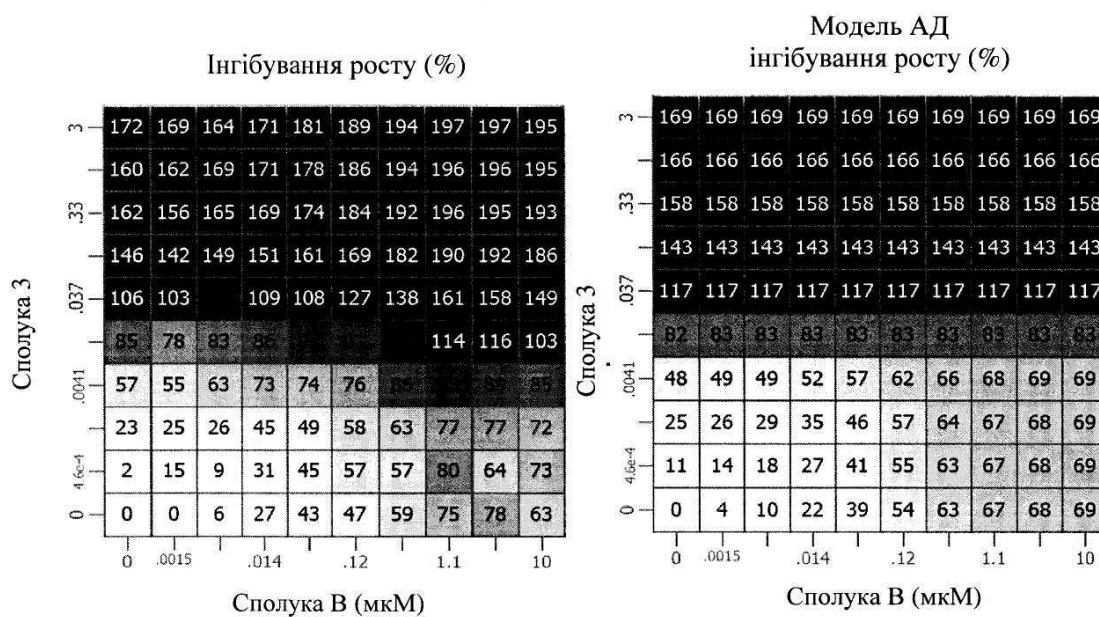 Інгібування росту (%)
Модель АД
інгібування росту (%)
Сполука 3
3 172 169 164 171 181 189 194 197 197 195
160 162 169 171 178 186 194 196 196 195
.33 162 156 165 169 174 184 192 196 195 193
146 142 149 151 161 169 182 190 192 186
.037 106 103 109 108 127 138 161 158 149
85 78 83 86 114 116 103
.0041 57 55 63 73 74 76 85
23 25 26 45 49 58 63 77 77 72
4.6e-4 2 15 9 31 45 57 57 80 64 73
0 0 0 6 27 43 47 59 75 78 63
0 .0015 .014 .12 1.1 10
Сполука В (мкМ)
Сполука 3
3 169 169 169 169 169 169 169 169 169 169
166 166 166 166 166 166 166 166 166 166
.33 158 158 158 158 158 158 158 158 158 158
143 143 143 143 143 143 143 143 143 143
.037 117 117 117 117 117 117 117 117 117 117
82 83 83 83 83 83 83 83 83 83
.0041 48 49 49 52 57 62 66 68 69 69
25 26 29 35 46 57 64 67 68 69
4.6e-4 11 14 18 27 41 55 63 67 68 69
0 0 4 10 22 39 54 63 67 68 69
0 .0015 .014 .12 1.1 10
Сполука В (мкМ)